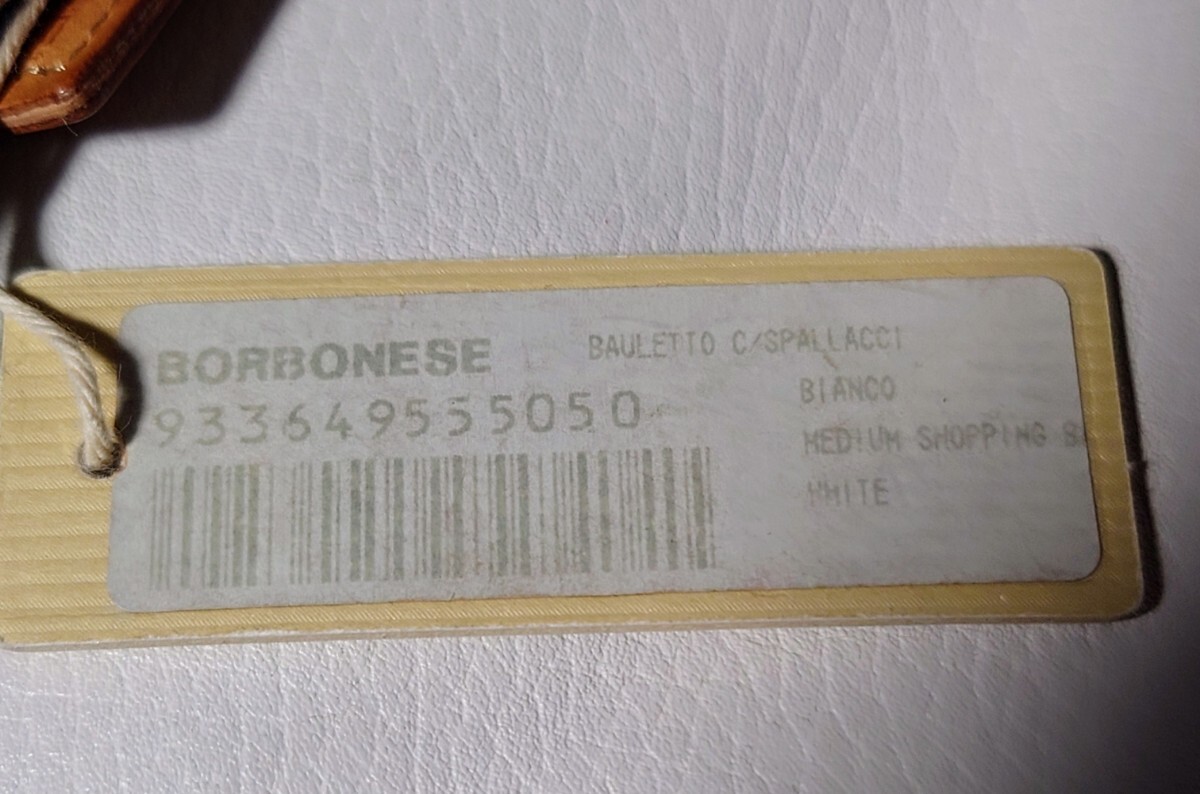 BORBONESE BAULETTO C/SPALLACCI
933649555050 BIANCO
MEDIUM SHOPPING B
WHITE